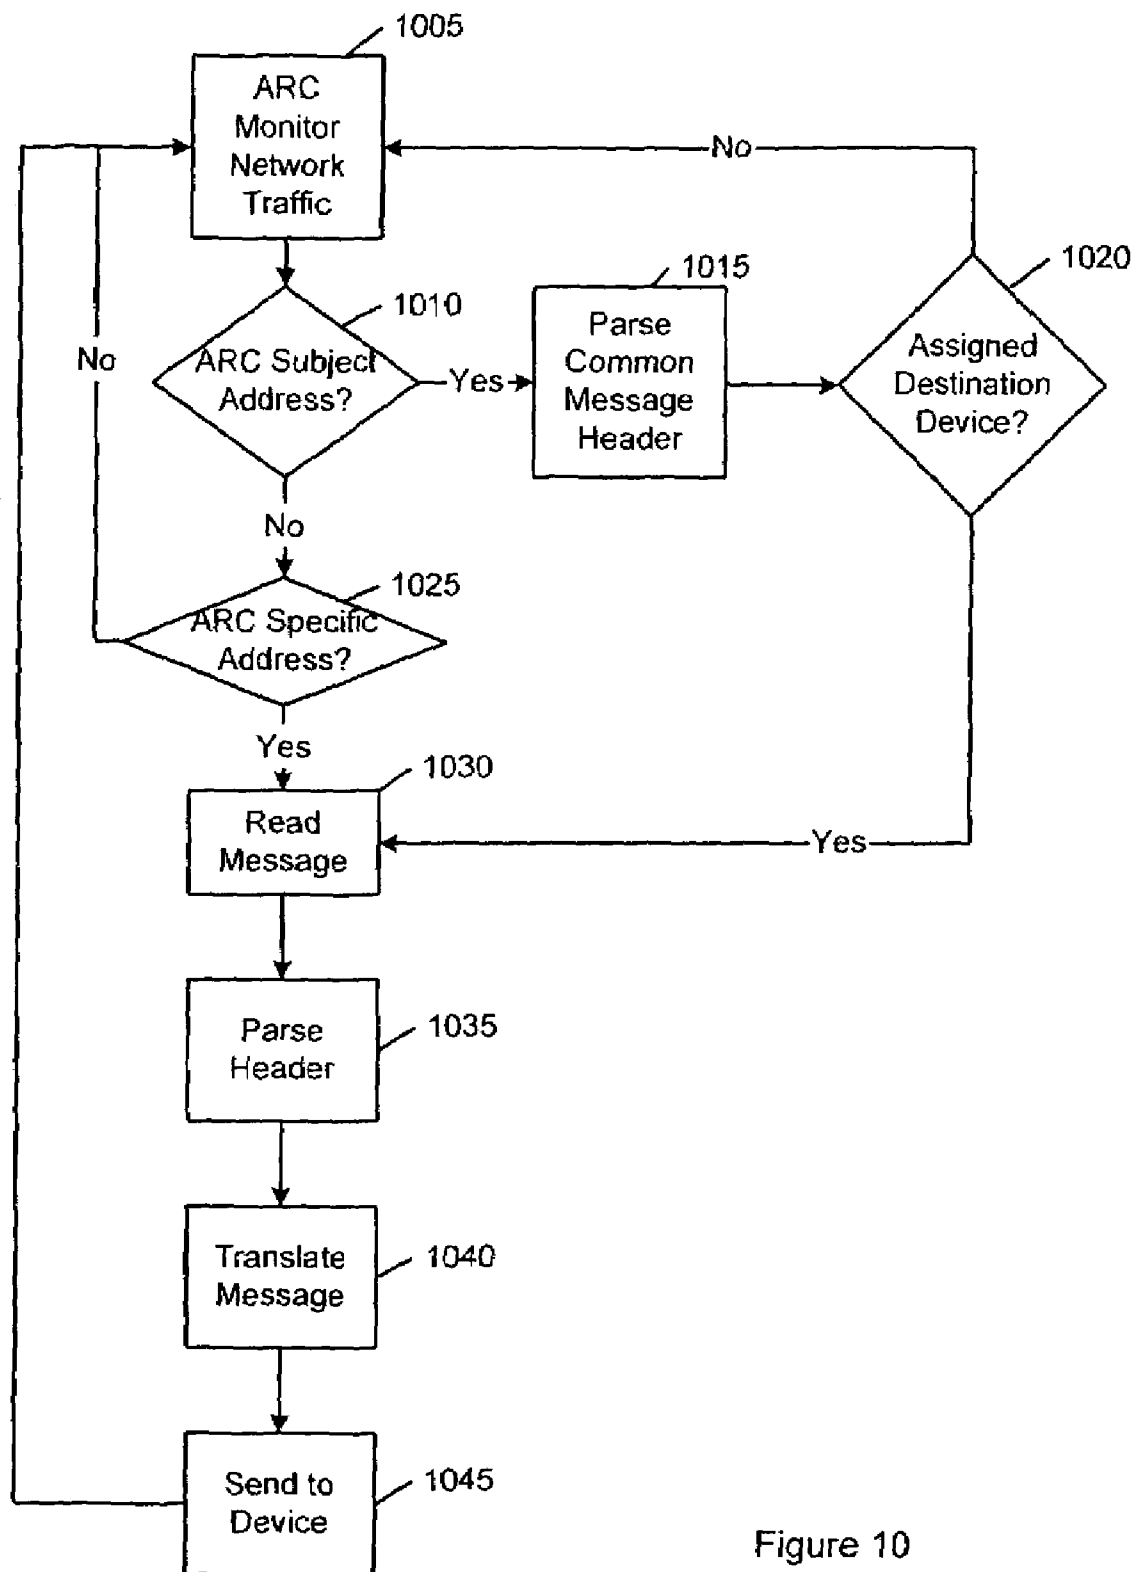 1005
ARC
Monitor
Network
Traffic
No
1010
ARC Subject
Address?
Yes
1015
Parse
Common
Message
Header
1020
Assigned
Destination
Device?
No
No
1025
ARC Specific
Address?
Yes
1030
Read
Message
Yes
Parse
Header
1035
Translate
Message
1040
Send to
Device
1045
Figure 10